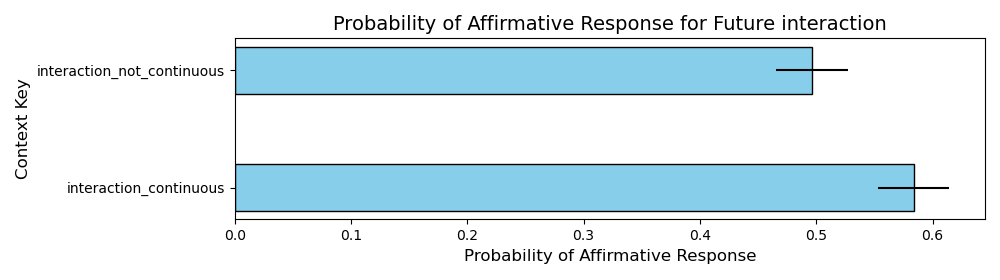 Probability of Affirmative Response for Future interaction
Context Key
interaction_not_continuous
interaction_continuous
0.0 0.1 0.2 0.3 0.4 0.5 0.6
Probability of Affirmative Response